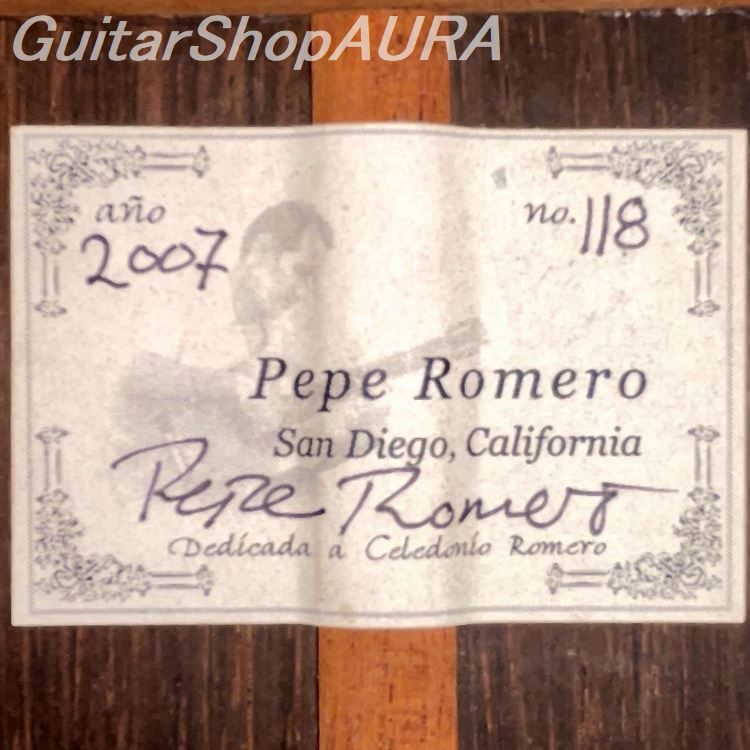 GuitarShopAURA
año no. 118
2007
Pepe Romero
San Diego, California
Pepe Romero
Dedicada a Celedonio Romero